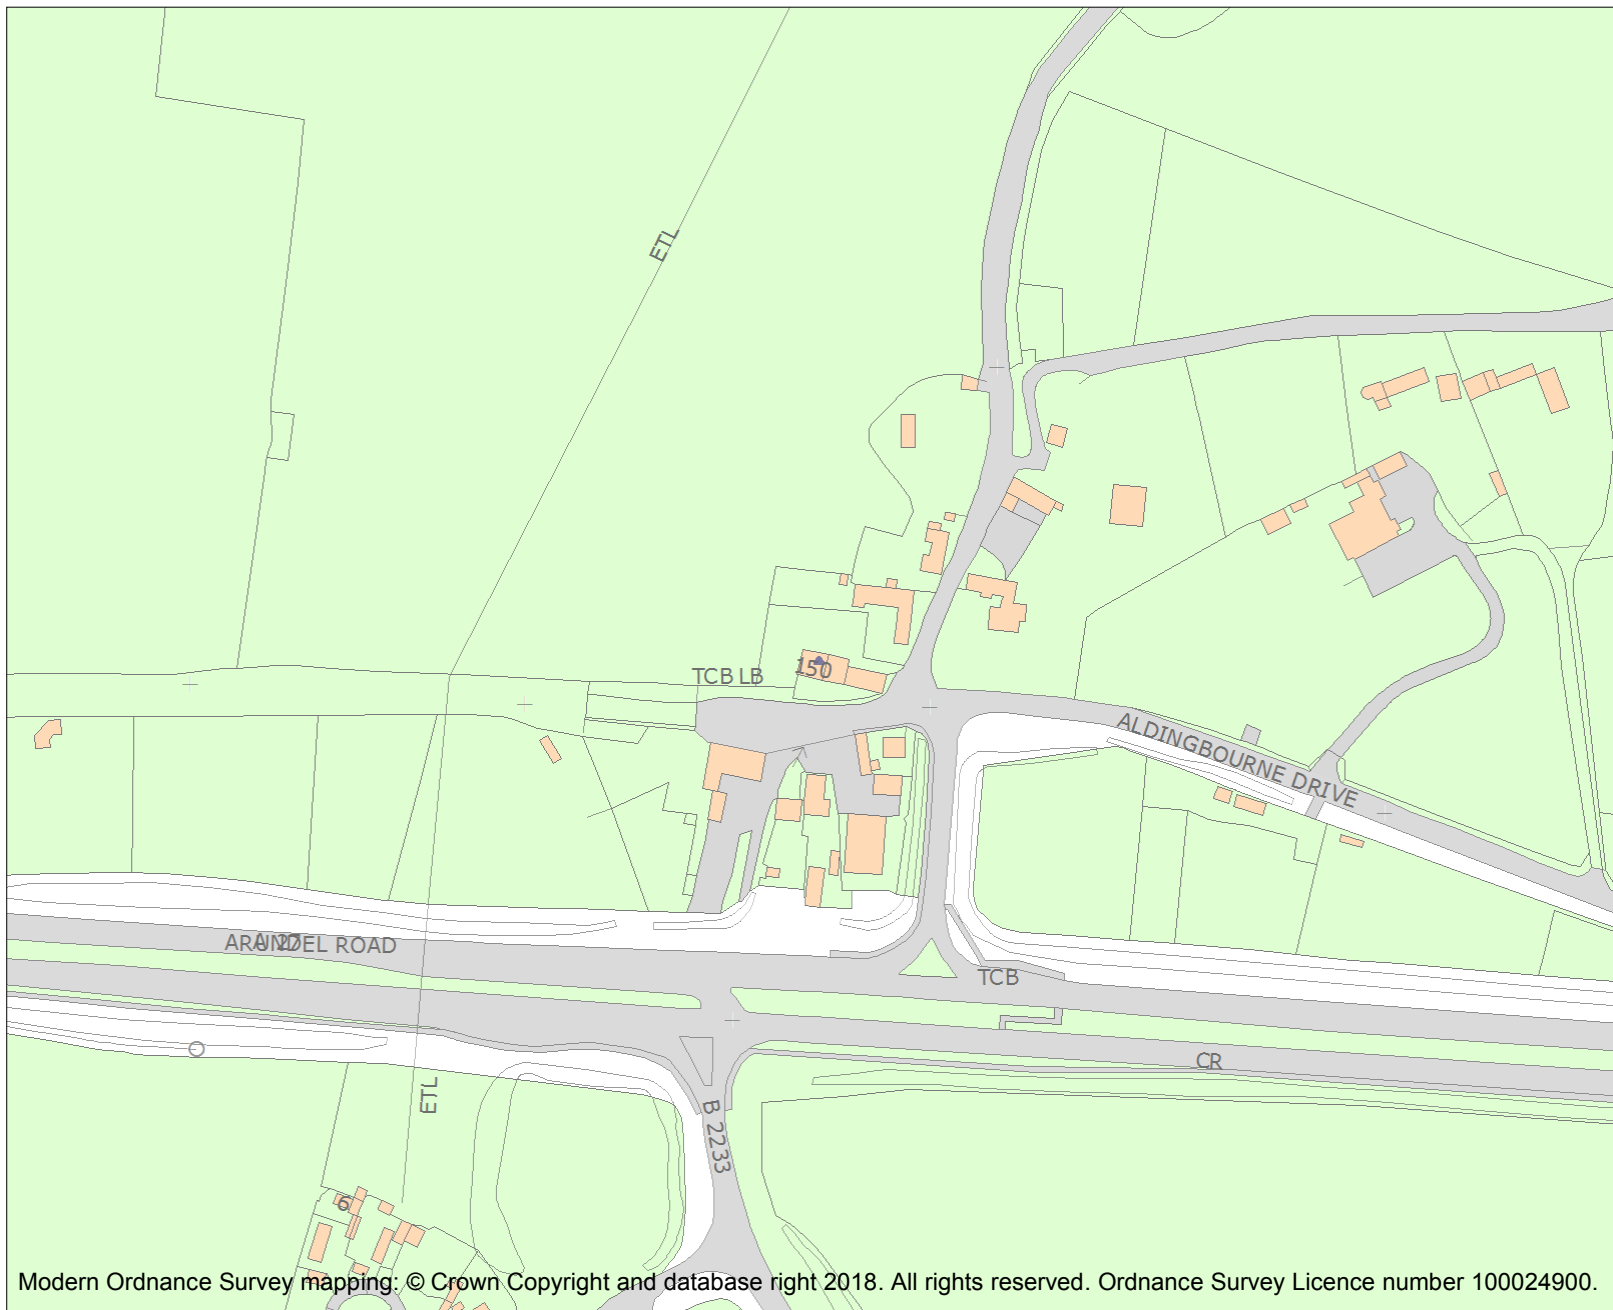 ETL
TCB LB
150
ALDINGBOURNE DRIVE
ARUNDEL ROAD
A 27
TCB
CR
ETL
B 2233
6
Modern Ordnance Survey mapping: © Crown Copyright and database right 2018. All rights reserved. Ordnance Survey Licence number 100024900.